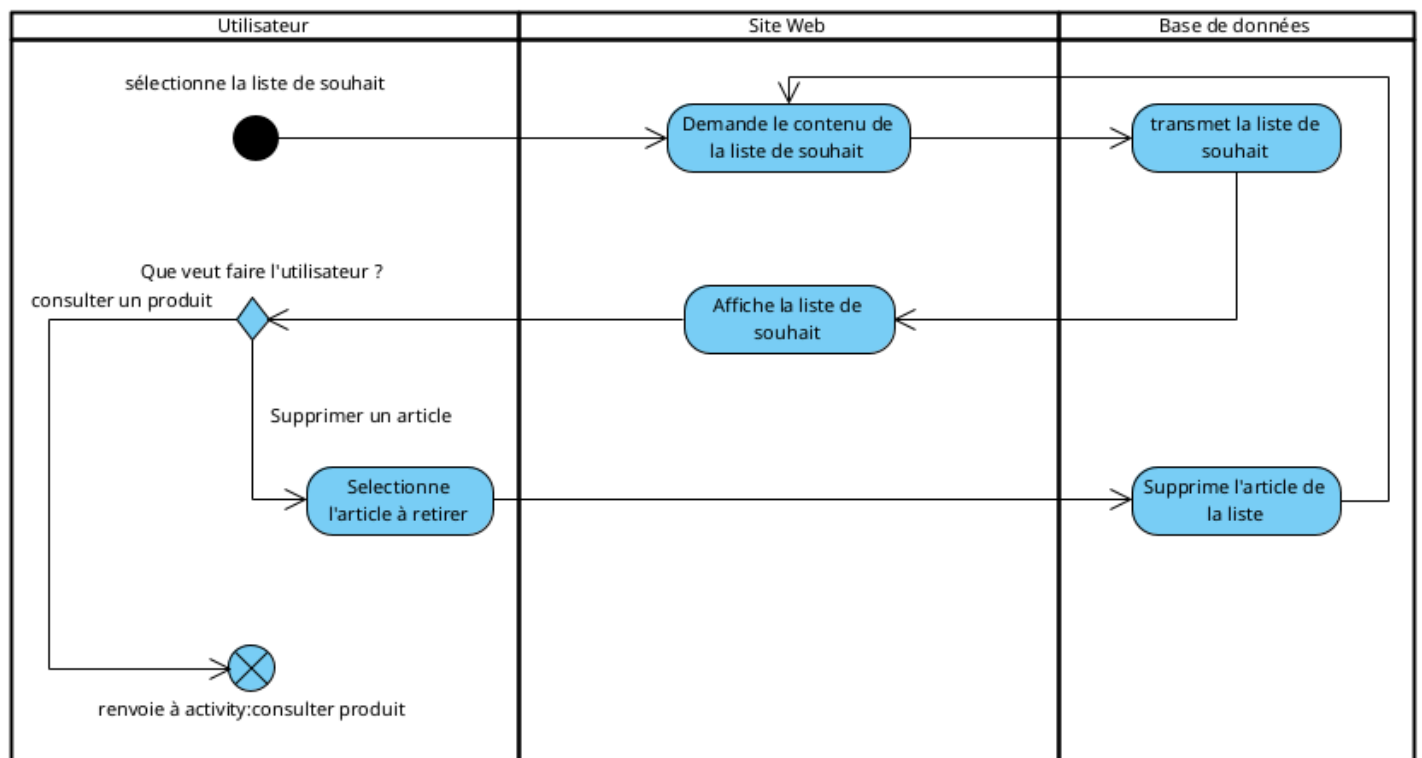 Utilisateur
Site Web
Base de données
sélectionne la liste de souhait
Demande le contenu de
la liste de souhait
transmet la liste de
souhait
Que veut faire l'utilisateur ?
consulter un produit
Affiche la liste de
souhait
Supprimer un article
Selectionne
l'article à retirer
Supprime l'article de
la liste
renvoie à activity:consulter produit